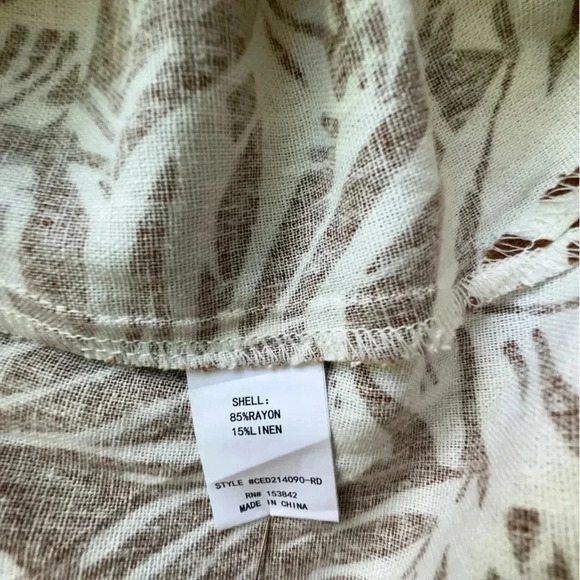 SHELL:
85%RAYON
15%LINEN
STYLE #CED214090-RD
RN# 153842
MADE IN CHINA